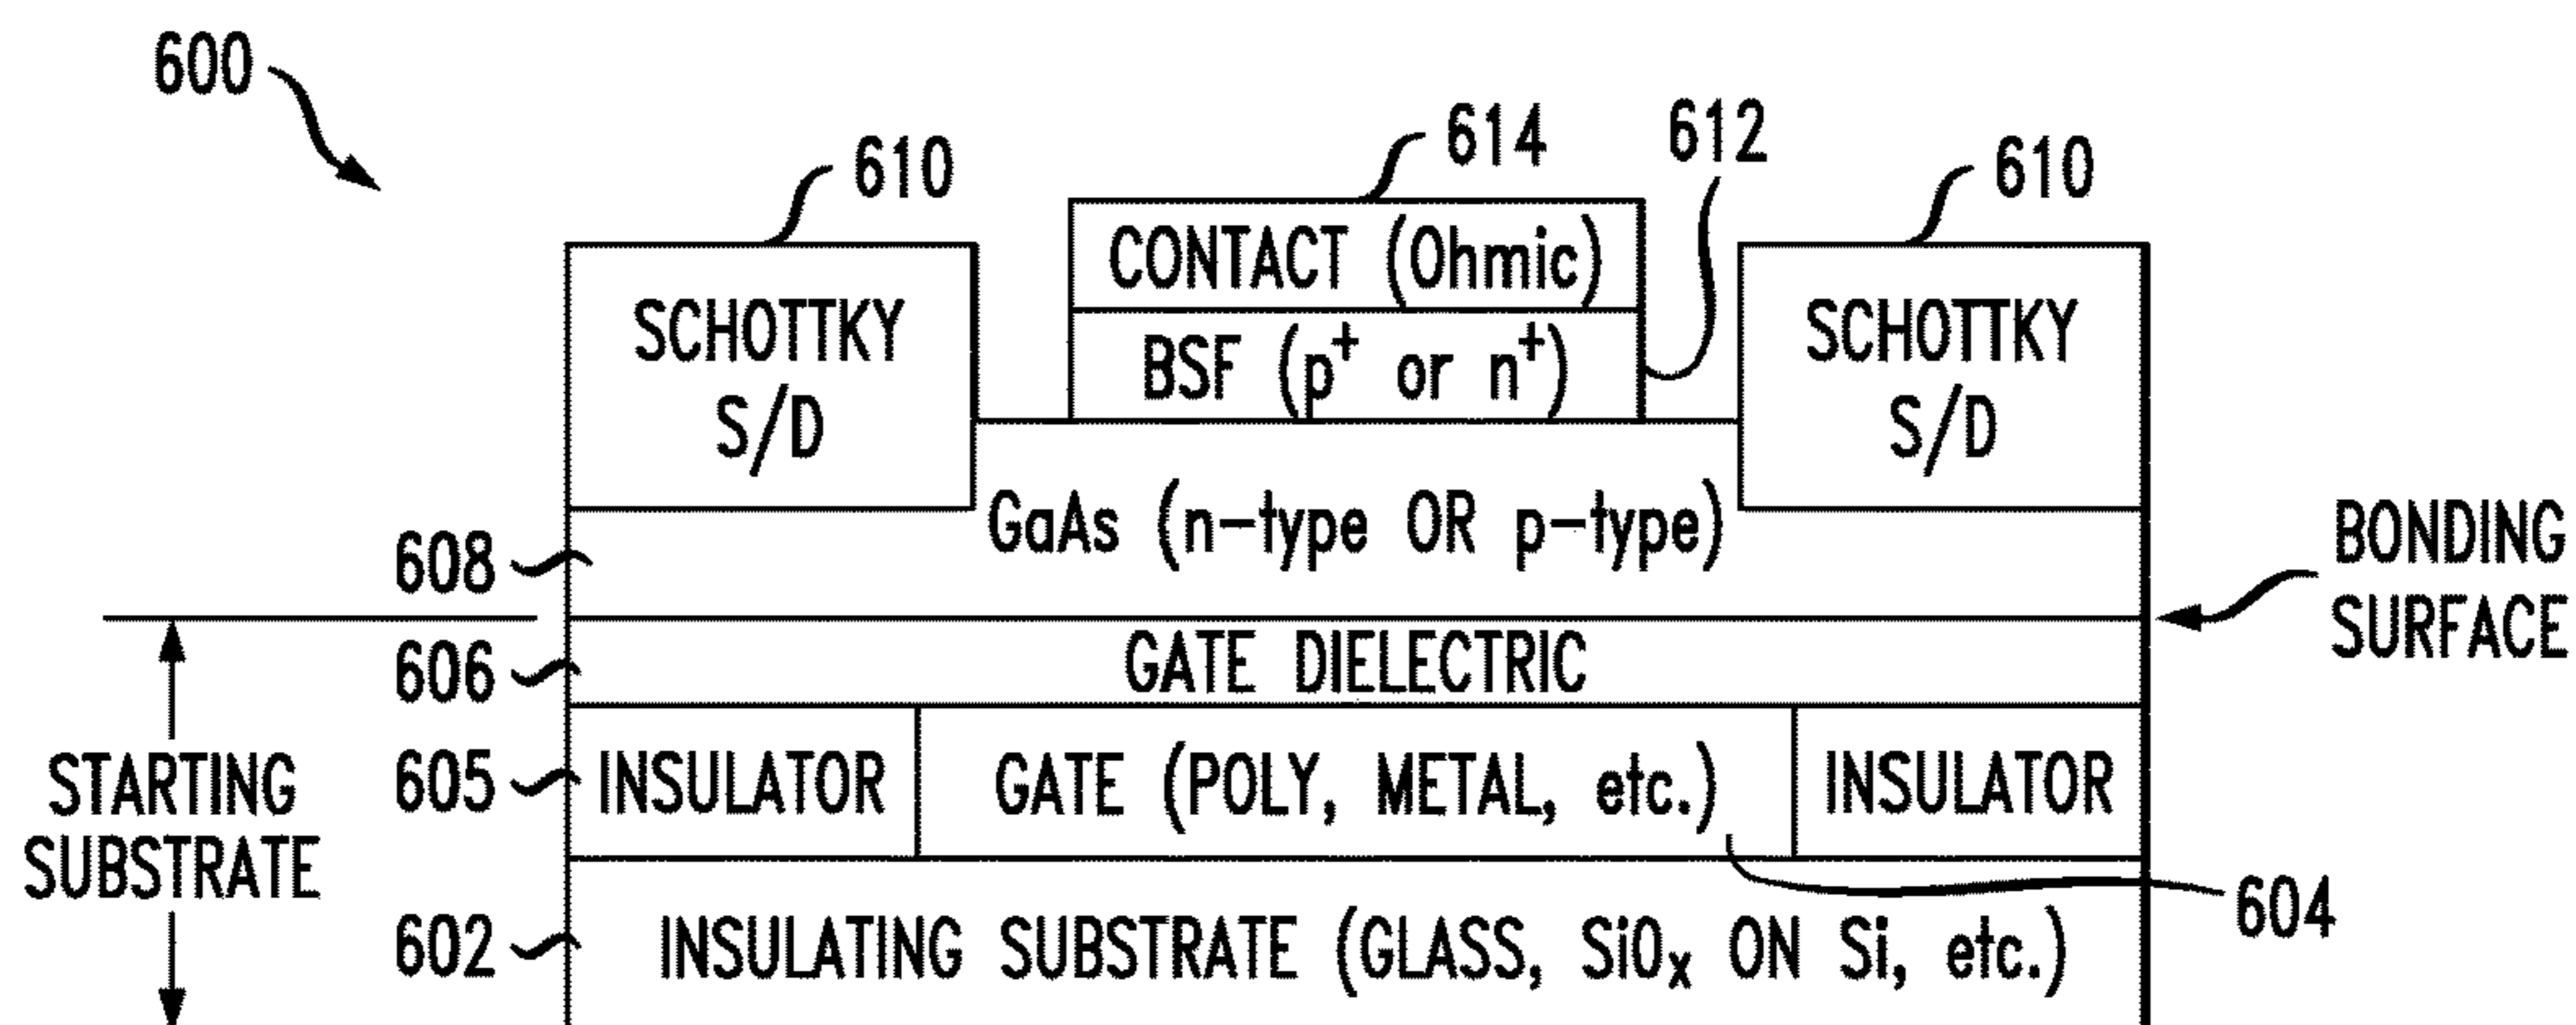 600
610
614
612
610
CONTACT (Ohmic)
SCHOTTKY
S/D
BSF (p⁺ or n⁺)
SCHOTTKY
S/D
GaAs (n-type OR p-type)
608
BONDING
SURFACE
606
GATE DIELECTRIC
STARTING
SUBSTRATE
605
INSULATOR
GATE (POLY, METAL, etc.)
INSULATOR
604
602
INSULATING SUBSTRATE (GLASS, SiOₓ ON Si, etc.)